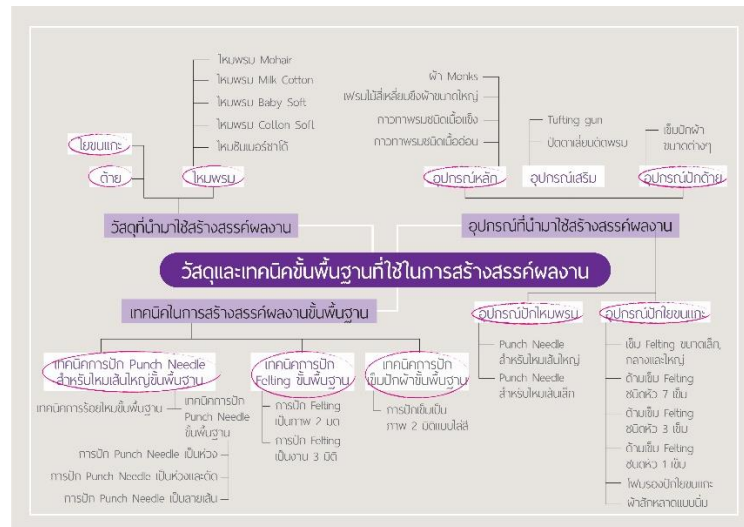 ไหมพรม Mohair
ไหมพรม Milk Cotton
ไหมพรม Baby Soft
ไหมพรม Cotton Soft
ไหมซัมเมอร์ซาโต้
ใยขนแกะ
ด้าย
ไหมพรม
วัสดุที่นำมาใช้สร้างสรรค์ผลงาน
ผ้า Monks
เฟรมไม้สี่เหลี่ยมขึงผ้าขนาดใหญ่
กาวทาพรมชนิดเนื้อแข็ง
กาวทาพรมชนิดเนื้ออ่อน
อุปกรณ์หลัก
Tufting gun
ปัตตาเลี่ยนตัดพรม
อุปกรณ์เสริม
เข็มปักผ้า
ขนาดต่างๆ
อุปกรณ์ปักด้าย
อุปกรณ์ที่นำมาใช้สร้างสรรค์ผลงาน
วัสดุและเทคนิคขั้นพื้นฐานที่ใช้ในการสร้างสรรค์ผลงาน
เทคนิคในการสร้างสรรค์ผลงานขั้นพื้นฐาน
เทคนิคการปัก Punch Needle
สำหรับไหมเส้นใหญ่ขั้นพื้นฐาน
เทคนิคการร้อยไหมขั้นพื้นฐาน
เทคนิคการปัก
Punch Needle
ขั้นพื้นฐาน
การปัก Punch Needle เป็นห่วง
การปัก Punch Needle เป็นห่วงและตัด
การปัก Punch Needle เป็นลายเส้น
เทคนิคการปัก
Felting ขั้นพื้นฐาน
การปัก Felting
เป็นภาพ 2 มิติ
การปัก Felting
เป็นงาน 3 มิติ
เทคนิคการปัก
เข็มปักผ้าขั้นพื้นฐาน
การปักเข็มเป็น
ภาพ 2 มิติแบบไล่สี
อุปกรณ์ปักไหมพรม
Punch Needle
สำหรับไหมเส้นใหญ่
Punch Needle
สำหรับไหมเส้นเล็ก
อุปกรณ์ปักใยขนแกะ
เข็ม Felting ขนาดเล็ก,
กลางและใหญ่
ด้ามเข็ม Felting
ชนิดหัว 7 เข็ม
ด้ามเข็ม Felting
ชนิดหัว 3 เข็ม
ด้ามเข็ม Felting
ชนิดหัว 1 เข็ม
โฟมรองปักใยขนแกะ
ผ้าสักหลาดแบบนิ่ม